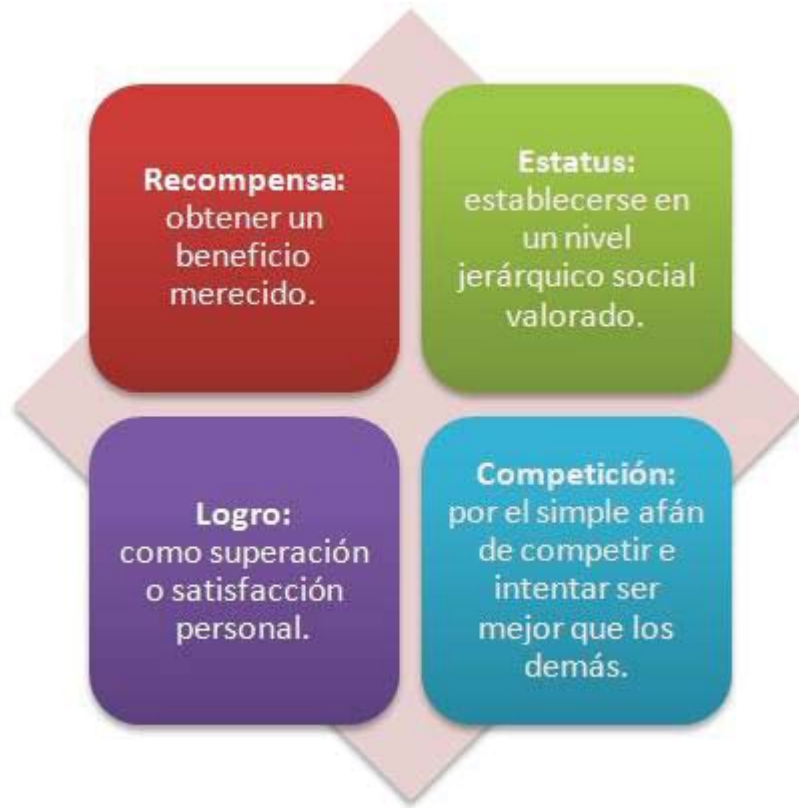 Recompensa:
obtener un
beneficio
merecido.
Estatus:
establecerse en
un nivel
jerárquico social
valorado.
Logro:
como superación
o satisfacción
personal.
Competición:
por el simple afán
de competir e
intentar ser
mejor que los
demás.